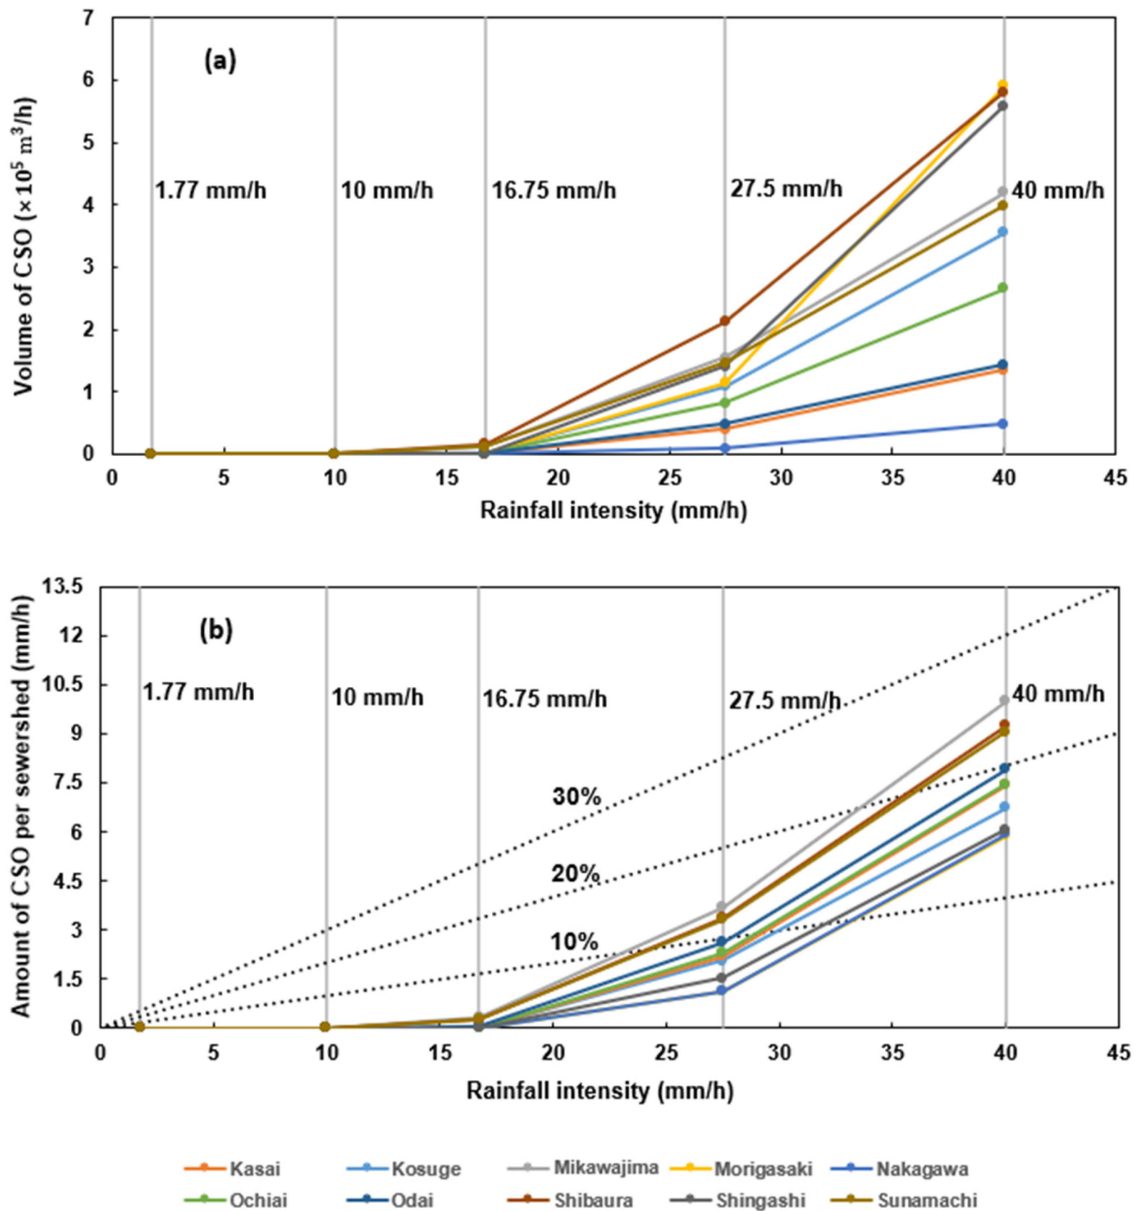 7
(a)
6
5
1.77 mm/h 10 mm/h 16.75 mm/h 27.5 mm/h 40 mm/h
4
3
2
1
0
Volume of CSO (×10⁵ m³/h)
0 5 10 15 20 25 30 35 40 45
Rainfall intensity (mm/h)
13.5
(b)
12
10.5
1.77 mm/h 10 mm/h 16.75 mm/h 27.5 mm/h 40 mm/h
9
7.5
30%
6
20%
4.5
3
10%
1.5
0
Amount of CSO per sewershed (mm/h)
0 5 10 15 20 25 30 35 40 45
Rainfall intensity (mm/h)
Kasai Kosuge Mikawajima Morigasaki Nakagawa
Ochiai Odai Shibaura Shingashi Sunamachi